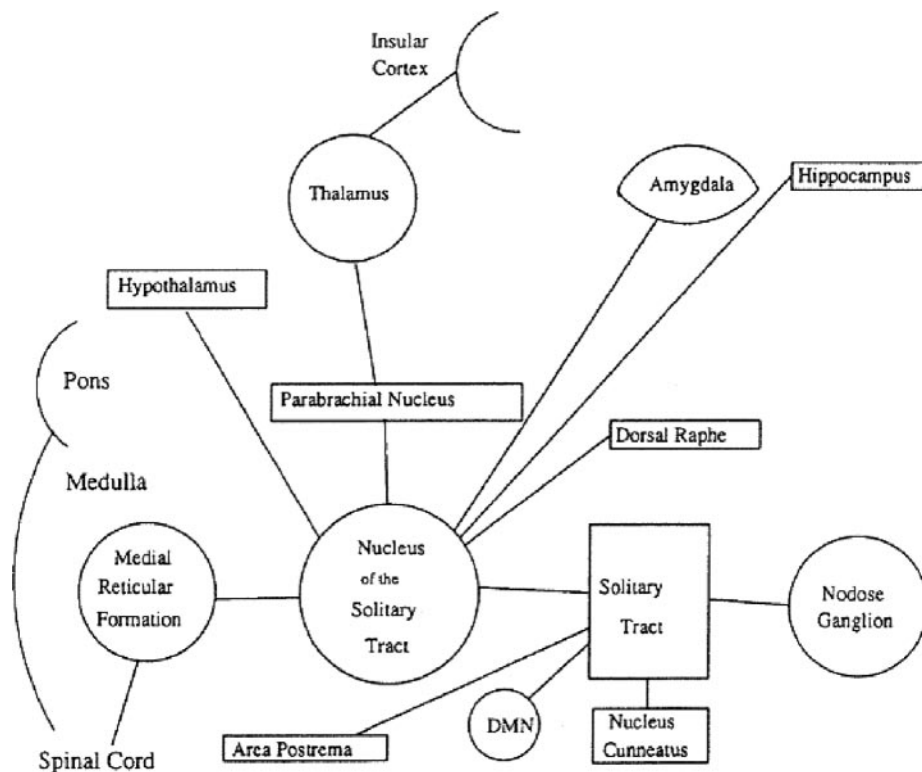 Insular
Cortex
Thalamus
Amygdala
Hippocampus
Hypothalamus
Pons
Parabrachial Nucleus
Dorsal Raphe
Medulla
Medial
Reticular
Formation
Nucleus
of the
Solitary
Tract
Solitary
Tract
Nodose
Ganglion
DMN
Nucleus
Cunneatus
Area Postrema
Spinal Cord